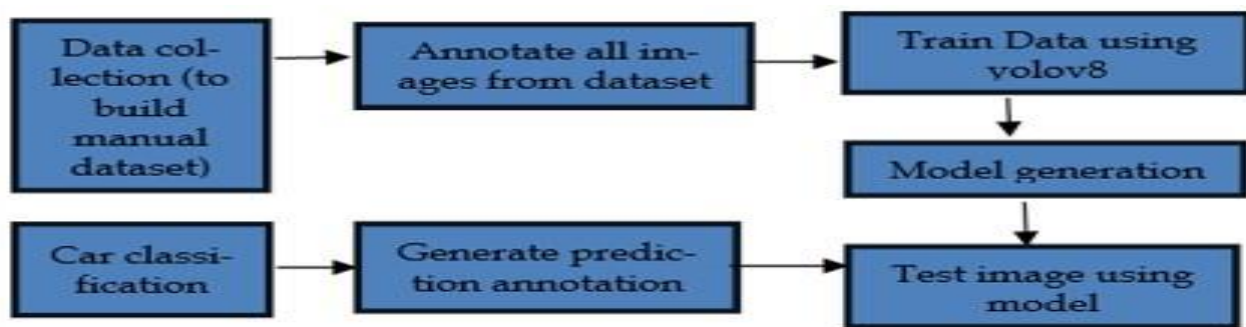 Data col-
lection (to
build
manual
dataset)
Annotate all im-
ages from dataset
Train Data using
yolov8
Model generation
Car classi-
fication
Generate predic-
tion annotation
Test image using
model